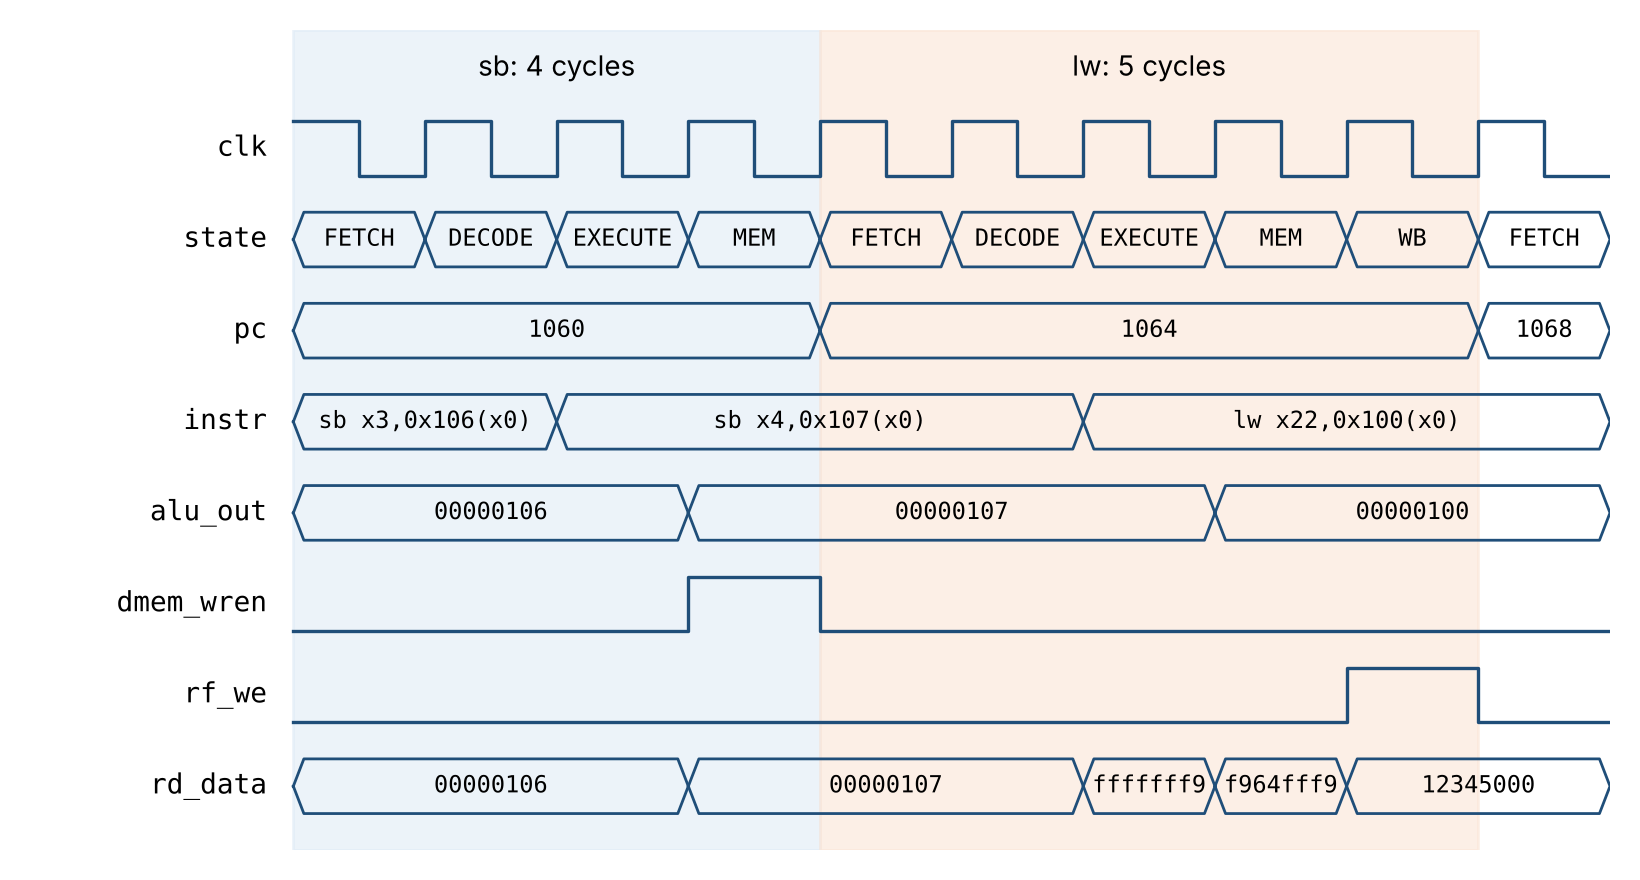 sb: 4 cycles lw: 5 cycles
clk
state FETCH DECODE EXECUTE MEM FETCH DECODE EXECUTE MEM WB FETCH
pc 1060 1064 1068
instr sb x3,0x106(x0) sb x4,0x107(x0) lw x22,0x100(x0)
alu_out 00000106 00000107 00000100
dmem_wren
rf_we
rd_data 00000106 00000107 fffffff9 f964fff9 12345000